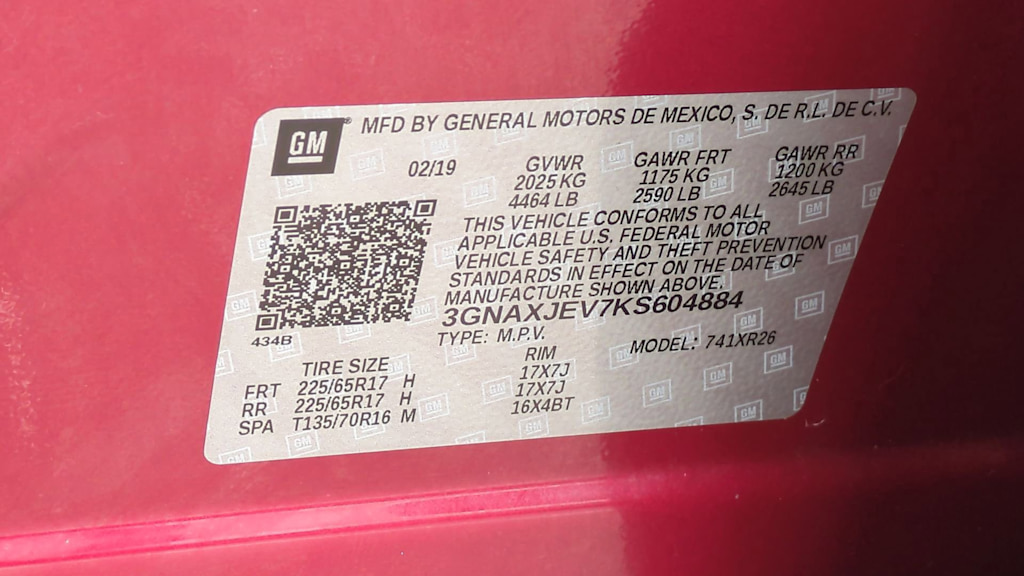 GM® MFD BY GENERAL MOTORS DE MEXICO, S. DE R.L. DE C.V.
02/19 GVWR GAWR FRT GAWR RR
2025 KG 1175 KG 1200 KG
4464 LB 2590 LB 2645 LB
THIS VEHICLE CONFORMS TO ALL
APPLICABLE U.S. FEDERAL MOTOR
VEHICLE SAFETY AND THEFT PREVENTION
STANDARDS IN EFFECT ON THE DATE OF
MANUFACTURE SHOWN ABOVE.
3GNAXJEV7KS604884
434B TYPE: M.P.V. MODEL: 741XR26
TIRE SIZE RIM
FRT 225/65R17 H 17X7J
RR 225/65R17 H 17X7J
SPA T135/70R16 M 16X4BT